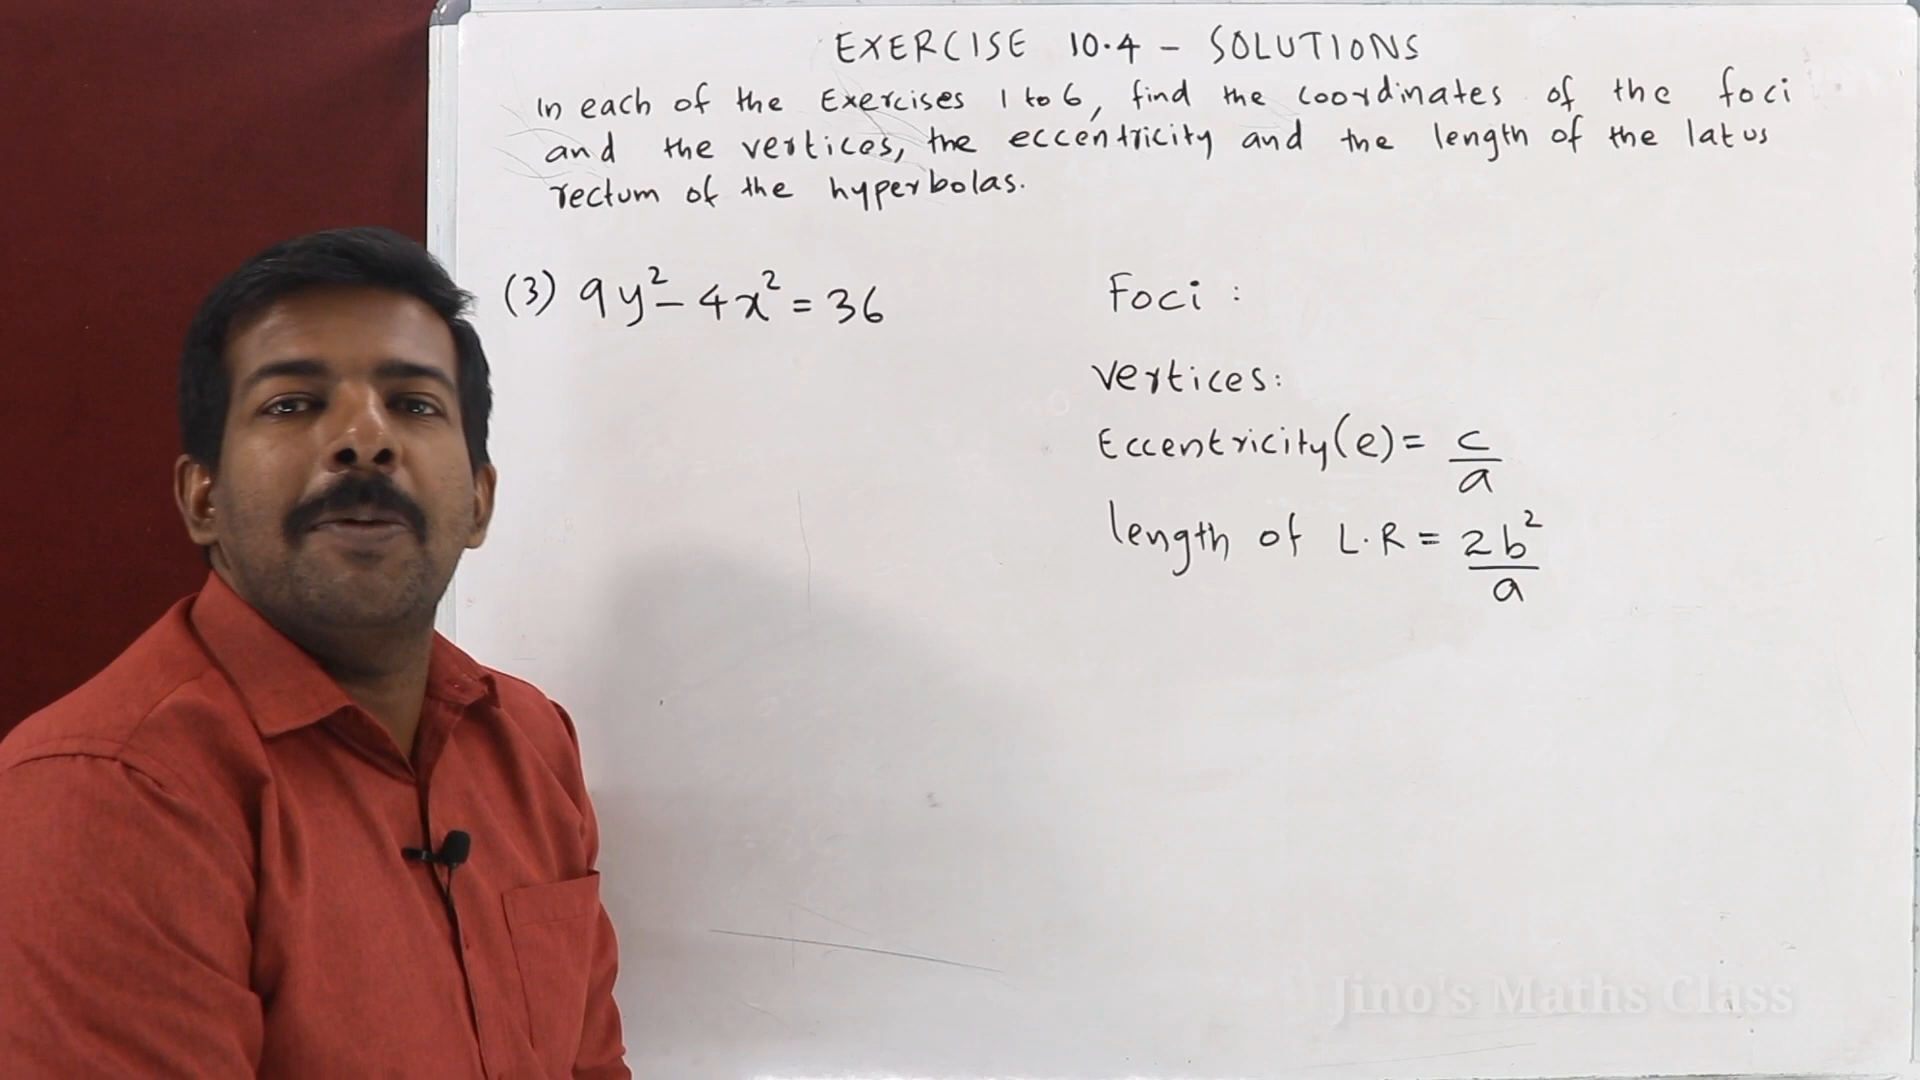 EXERCISE 10.4 - SOLUTIONS
In each of the Exercises 1 to 6, find the coordinates of the foci
and the vertices, the eccentricity and the length of the latus
rectum of the hyperbolas.
(3) 9y² - 4x² = 36
Foci :
Vertices:
Eccentricity(e) = c/a
length of L.R = 2b²/a
Jino's Maths Class